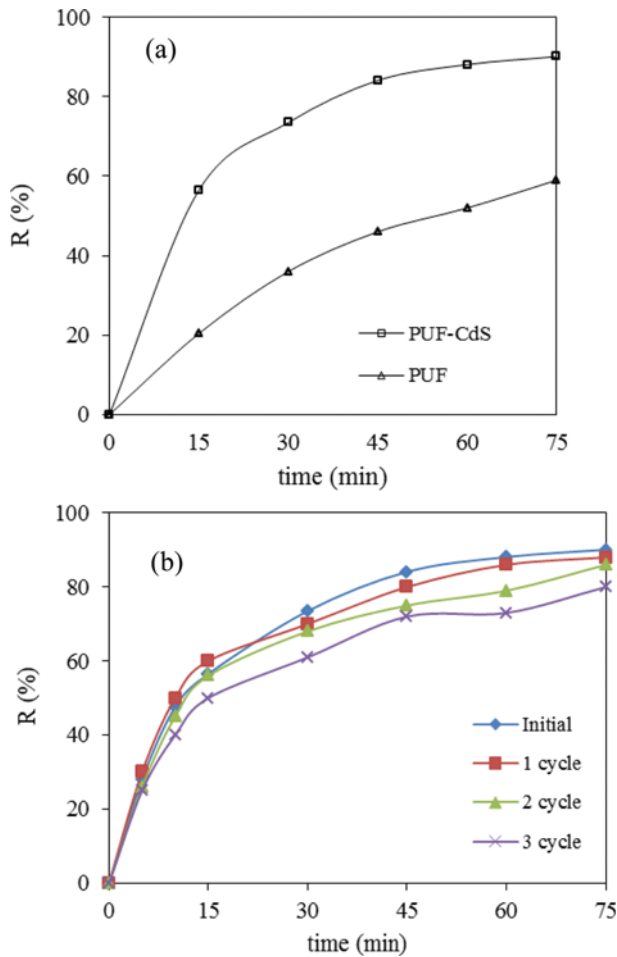 (a)
R (%)
100
80
60
40
20
0
PUF-CdS
PUF
0 15 30 45 60 75
time (min)
(b)
R (%)
100
80
60
40
20
0
Initial
1 cycle
2 cycle
3 cycle
0 15 30 45 60 75
time (min)